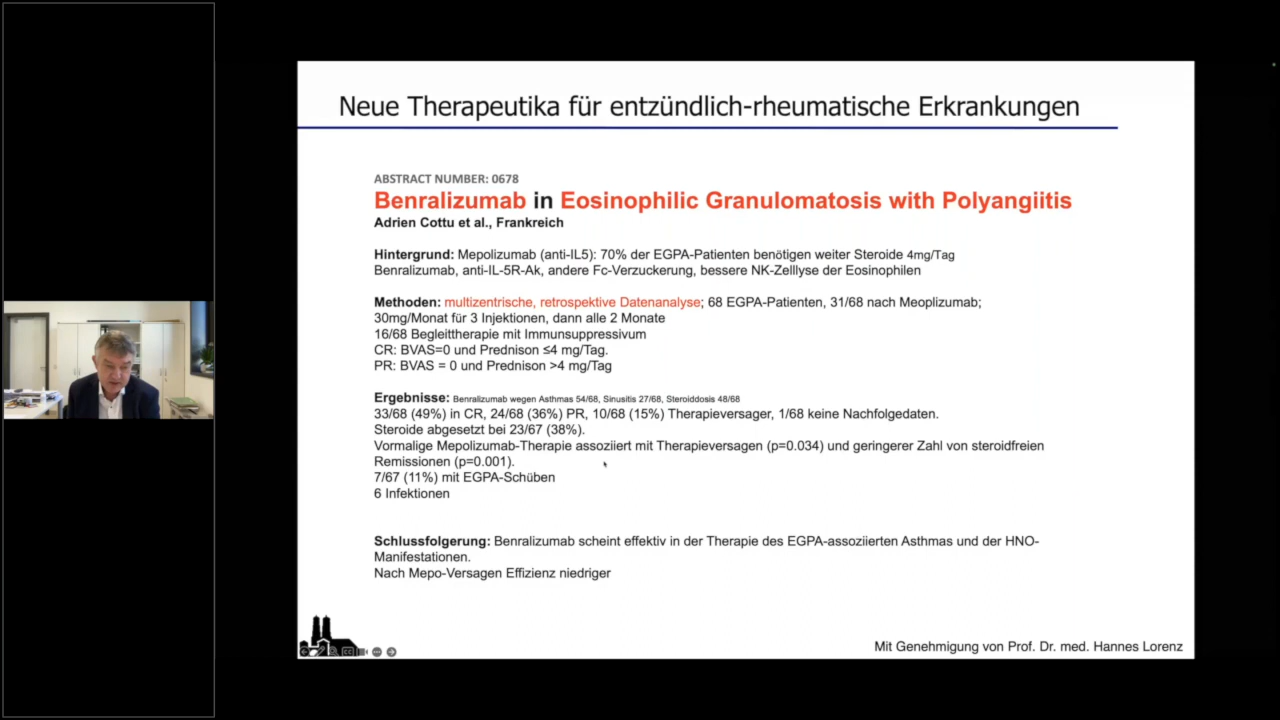 Neue Therapeutika für entzündlich-rheumatische Erkrankungen
ABSTRACT NUMBER: 0678
Benralizumab in Eosinophilic Granulomatosis with Polyangiitis
Adrien Cottu et al., Frankreich
Hintergrund: Mepolizumab (anti-IL5): 70% der EGPA-Patienten benötigen weiter Steroide 4mg/Tag
Benralizumab, anti-IL-5R-Ak, andere Fc-Verzuckerung, bessere NK-Zelllyse der Eosinophilen
Methoden: multizentrische, retrospektive Datenanalyse; 68 EGPA-Patienten, 31/68 nach Meoplizumab;
30mg/Monat für 3 Injektionen, dann alle 2 Monate
16/68 Begleittherapie mit Immunsuppressivum
CR: BVAS=0 und Prednison ≤4 mg/Tag.
PR: BVAS = 0 und Prednison >4 mg/Tag
Ergebnisse: Benralizumab wegen Asthmas 54/68, Sinusitis 27/68, Steroiddosis 48/68
33/68 (49%) in CR, 24/68 (36%) PR, 10/68 (15%) Therapieversager, 1/68 keine Nachfolgedaten.
Steroide abgesetzt bei 23/67 (38%).
Vormalige Mepolizumab-Therapie assoziiert mit Therapieversagen (p=0.034) und geringerer Zahl von steroidfreien
Remissionen (p=0.001).
7/67 (11%) mit EGPA-Schüben
6 Infektionen
Schlussfolgerung: Benralizumab scheint effektiv in der Therapie des EGPA-assoziierten Asthmas und der HNO-
Manifestationen.
Nach Mepo-Versagen Effizienz niedriger
Mit Genehmigung von Prof. Dr. med. Hannes Lorenz